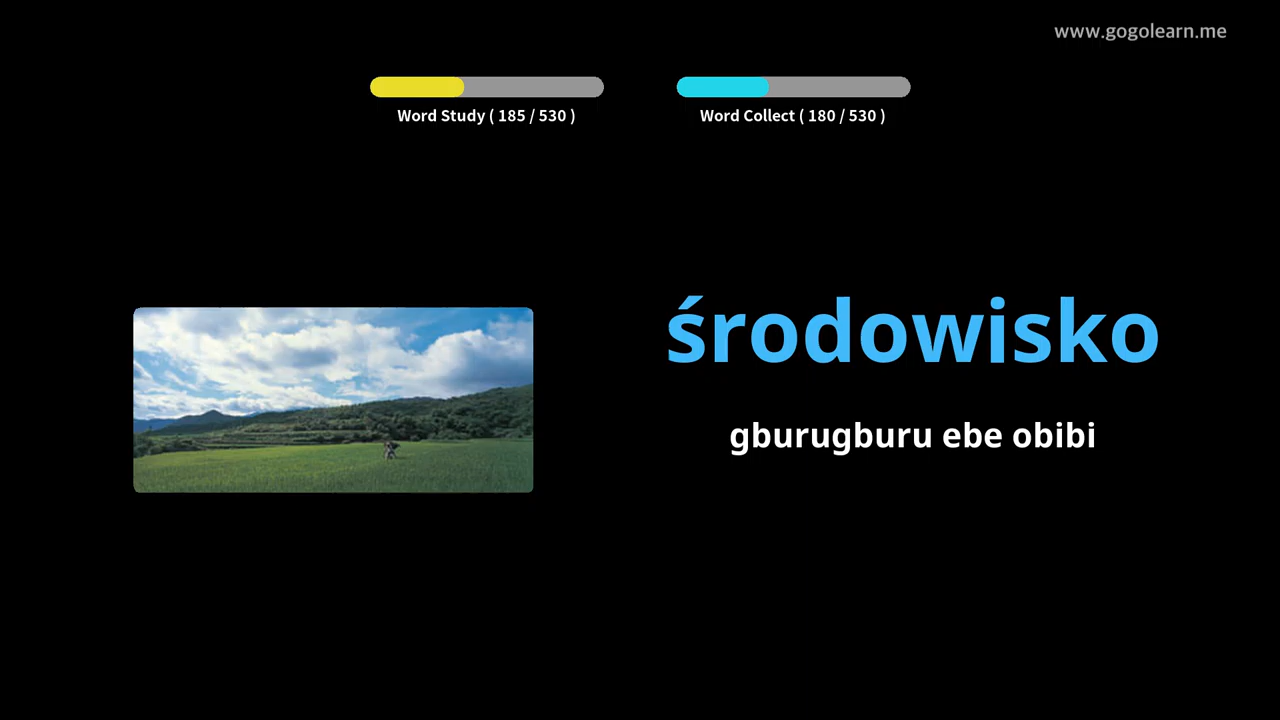 www.gogolearn.me
Word Study ( 185 / 530 )
Word Collect ( 180 / 530 )
środowisko
gburugburu ebe obibi